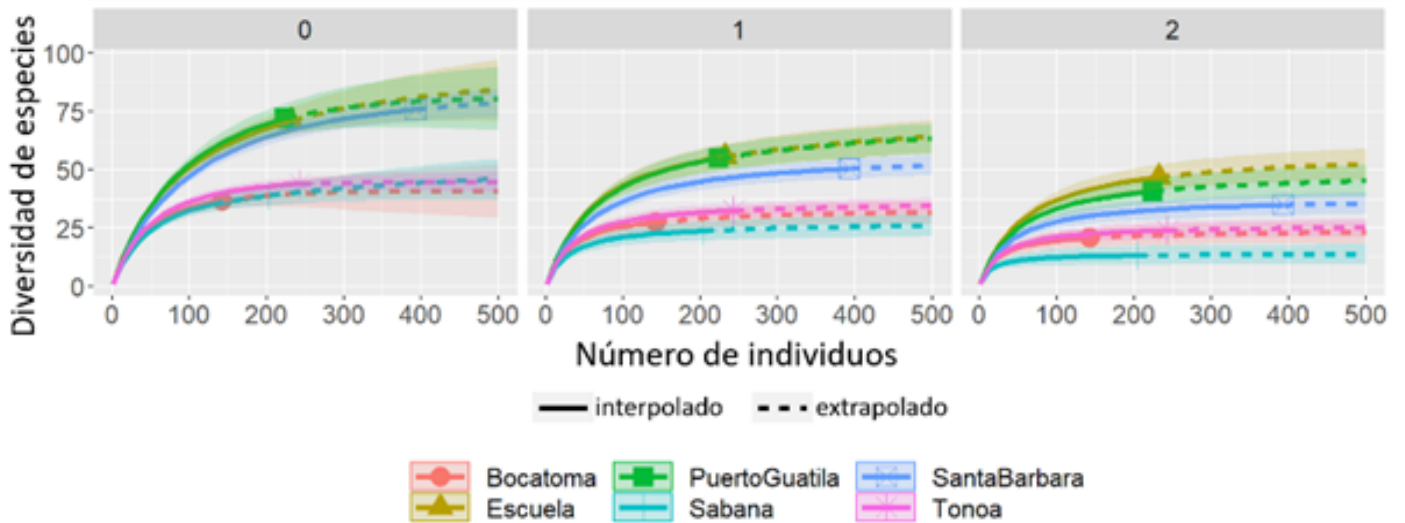 Diversidad de especies
0 1 2
100
75
50
25
0
0 100 200 300 400 500 0 100 200 300 400 500 0 100 200 300 400 500
Número de individuos
interpolado extrapolado
Bocatoma PuertoGuatila SantaBarbara
Escuela Sabana Tonoa